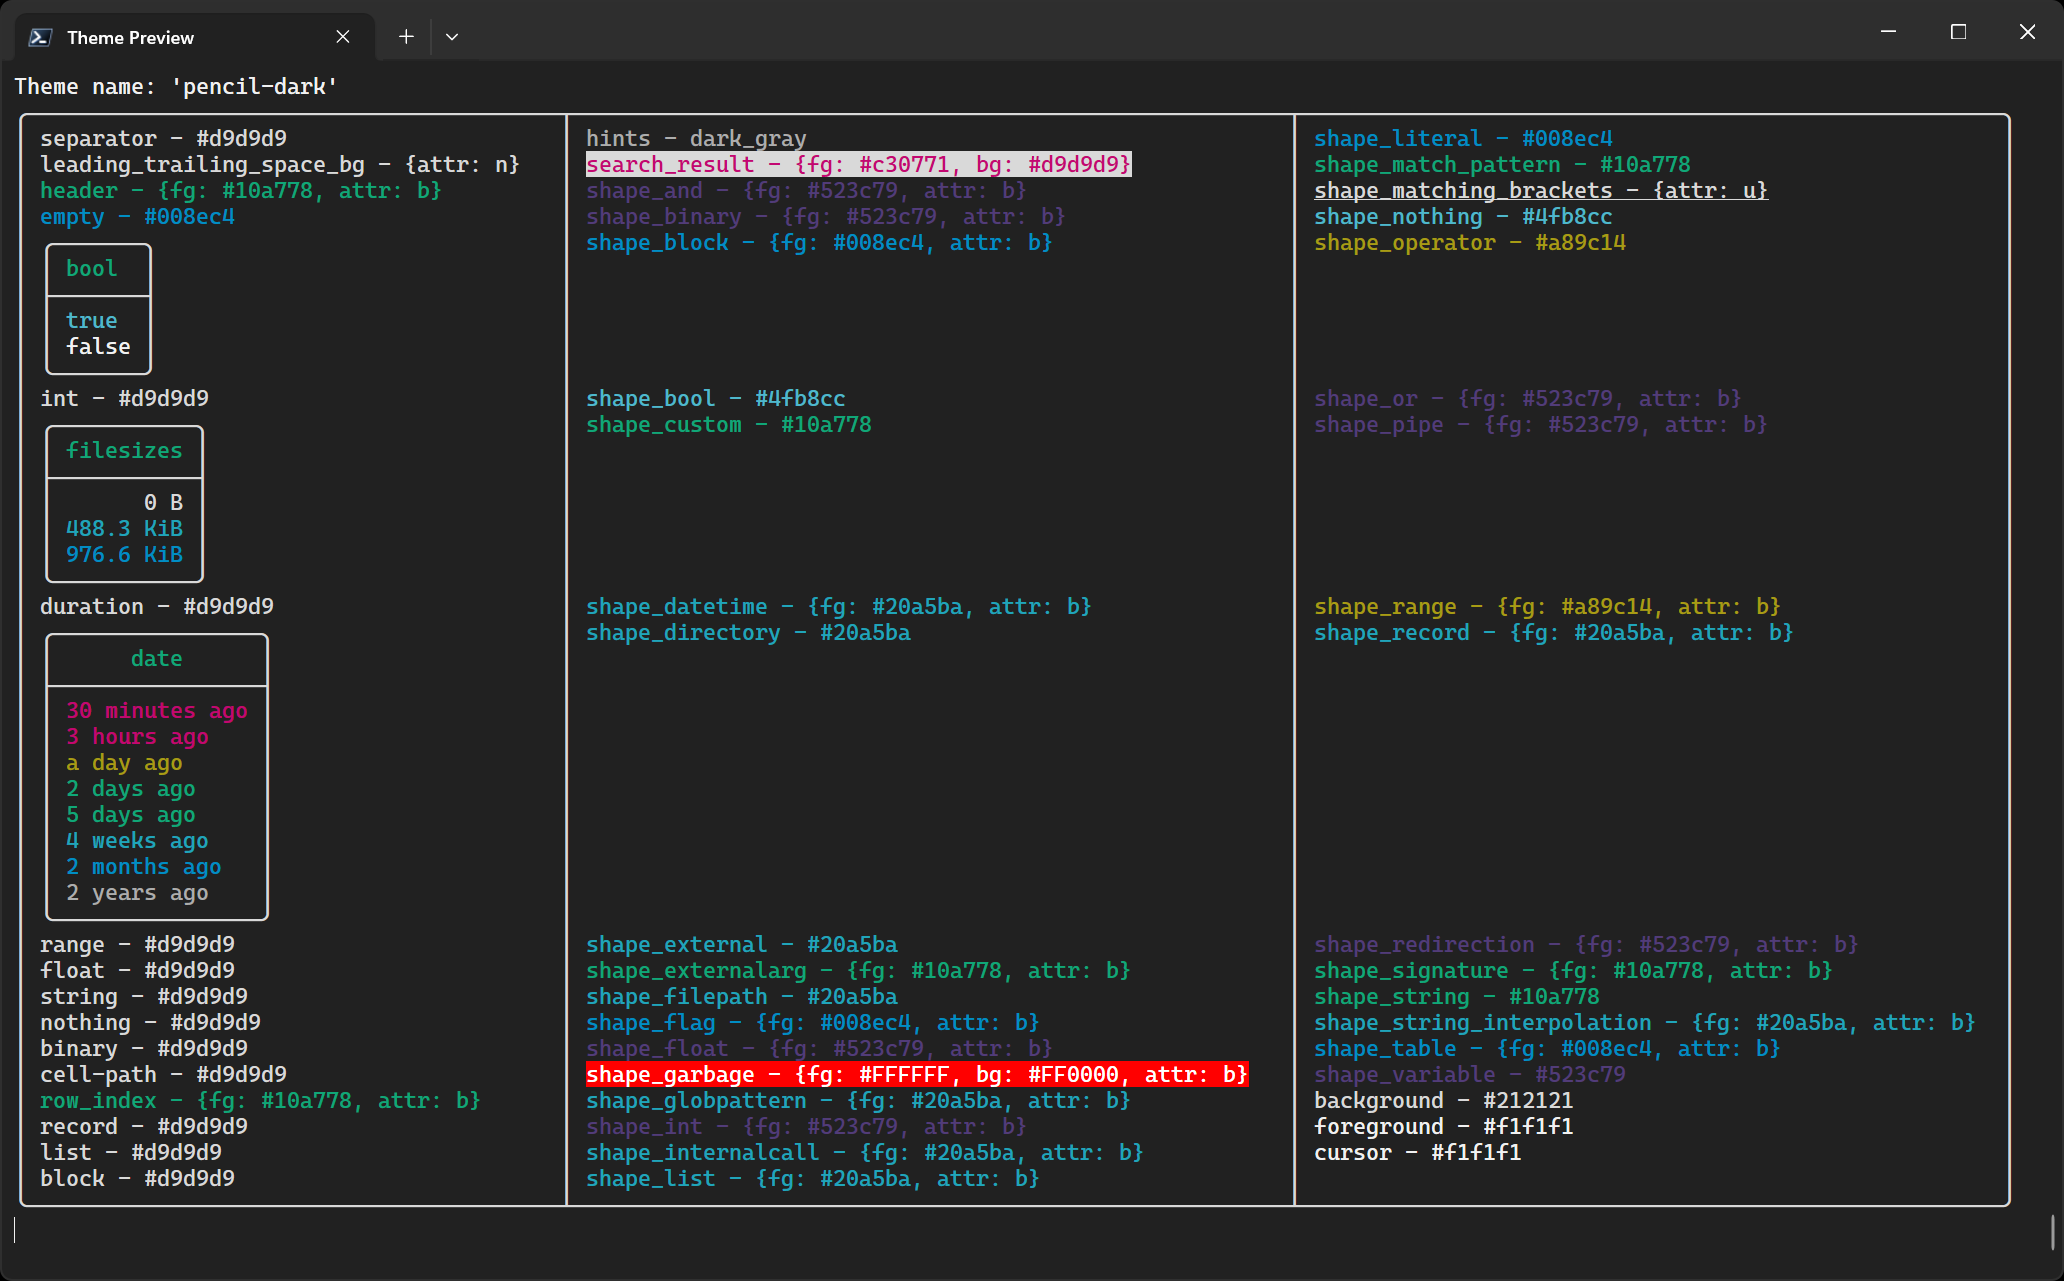 Theme Preview
Theme name: 'pencil-dark'
separator - #d9d9d9
leading_trailing_space_bg - {attr: n}
header - {fg: #10a778, attr: b}
empty - #008ec4
bool
true
false
int - #d9d9d9
filesizes
0 B
488.3 KiB
976.6 KiB
duration - #d9d9d9
date
30 minutes ago
3 hours ago
a day ago
2 days ago
5 days ago
4 weeks ago
2 months ago
2 years ago
range - #d9d9d9
float - #d9d9d9
string - #d9d9d9
nothing - #d9d9d9
binary - #d9d9d9
cell-path - #d9d9d9
row_index - {fg: #10a778, attr: b}
record - #d9d9d9
list - #d9d9d9
block - #d9d9d9
hints - dark_gray
search_result - {fg: #c30771, bg: #d9d9d9}
shape_and - {fg: #523c79, attr: b}
shape_binary - {fg: #523c79, attr: b}
shape_block - {fg: #008ec4, attr: b}
shape_bool - #4fb8cc
shape_custom - #10a778
shape_datetime - {fg: #20a5ba, attr: b}
shape_directory - #20a5ba
shape_external - #20a5ba
shape_externalarg - {fg: #10a778, attr: b}
shape_filepath - #20a5ba
shape_flag - {fg: #008ec4, attr: b}
shape_float - {fg: #523c79, attr: b}
shape_garbage - {fg: #FFFFFF, bg: #FF0000, attr: b}
shape_globpattern - {fg: #20a5ba, attr: b}
shape_int - {fg: #523c79, attr: b}
shape_internalcall - {fg: #20a5ba, attr: b}
shape_list - {fg: #20a5ba, attr: b}
shape_literal - #008ec4
shape_match_pattern - #10a778
shape_matching_brackets - {attr: u}
shape_nothing - #4fb8cc
shape_operator - #a89c14
shape_or - {fg: #523c79, attr: b}
shape_pipe - {fg: #523c79, attr: b}
shape_range - {fg: #a89c14, attr: b}
shape_record - {fg: #20a5ba, attr: b}
shape_redirection - {fg: #523c79, attr: b}
shape_signature - {fg: #10a778, attr: b}
shape_string - #10a778
shape_string_interpolation - {fg: #20a5ba, attr: b}
shape_table - {fg: #008ec4, attr: b}
shape_variable - #523c79
background - #212121
foreground - #f1f1f1
cursor - #f1f1f1